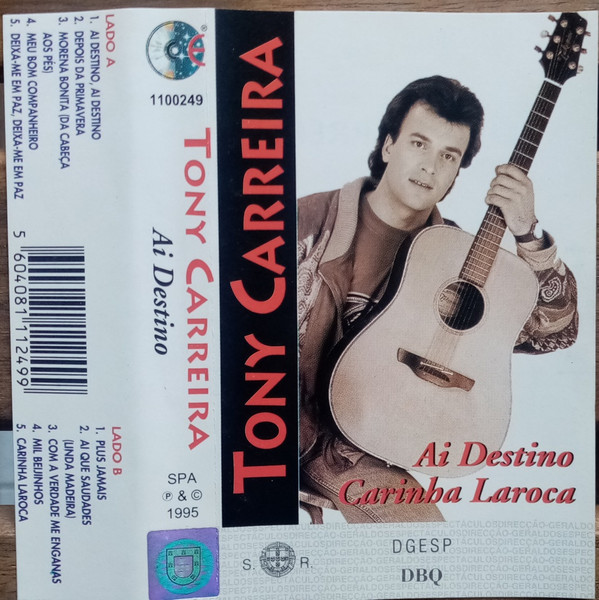 LADO A
1. AI DESTINO, AI DESTINO
2. DEPOIS DA PRIMAVERA
3. MORENA BONITA (DA CABEÇA
AOS PÉS)
4. MEU BOM COMPANHEIRO
5. DEIXA-ME EM PAZ, DEIXA-ME EM PAZ
5 604081 112499
LADO B
1. PLUS JAMAIS
2. AI QUE SAUDADES
(LINDA MADEIRA)
3. COM A VERDADE ME ENGANAS
4. MIL BEIJINHOS
5. CARINHA LAROCA
1100249
TONY CARREIRA
Ai Destino
SPA
℗ & ©
1995
TONY CARREIRA
Ai Destino
Carinha Laroca
S. R.
DGESP
DBQ